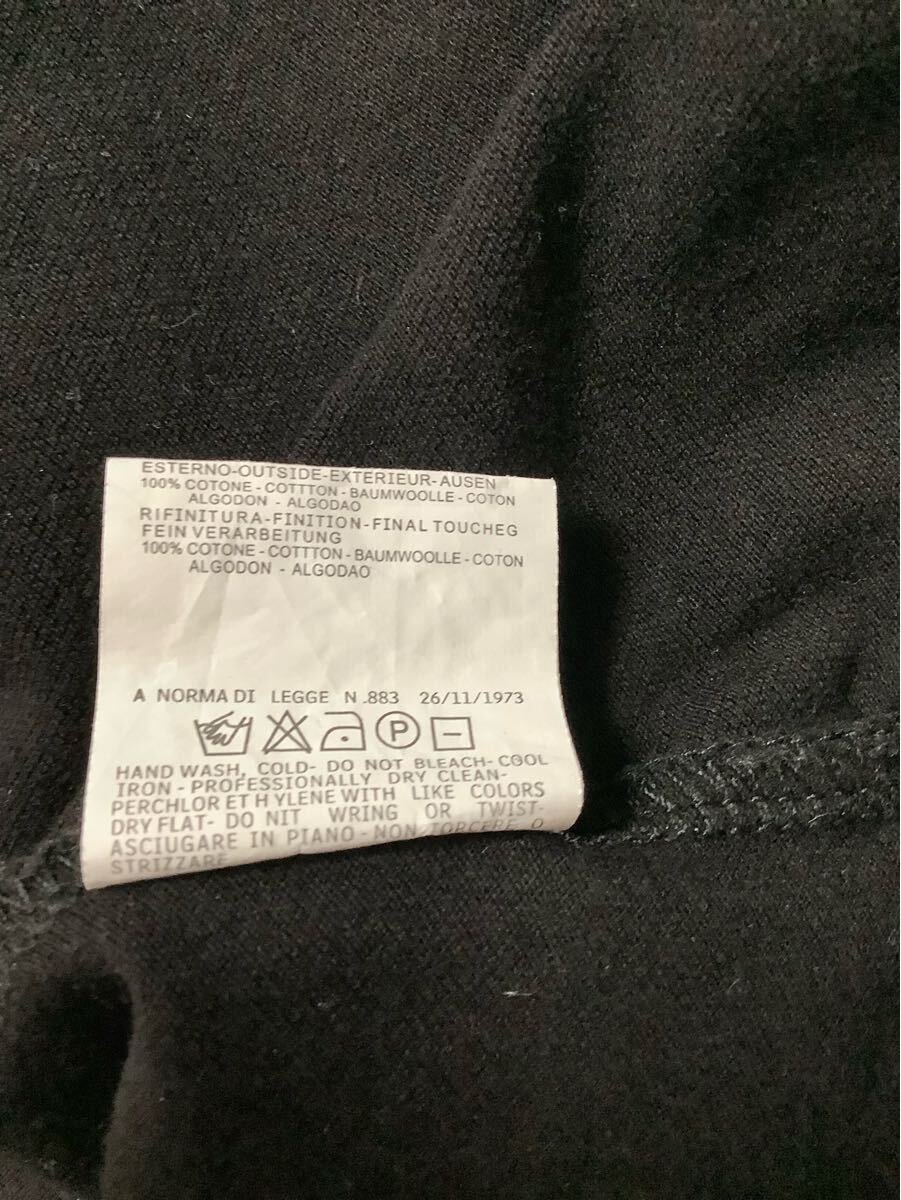 ESTERNO-OUTSIDE-EXTERIEUR-AUSEN
100% COTONE - COTTTON - BAUMWOOLLE - COTON
ALGODON - ALGODAO
RIFINITURA-FINITION-FINAL TOUCHEG
FEIN VERARBEITUNG
100% COTONE - COTTTON - BAUMWOOLLE - COTON
ALGODON - ALGODAO
A NORMA DI LEGGE N .883 26/11/1973
P
HAND WASH, COLD- DO NOT BLEACH- COOL
IRON - PROFESSIONALLY DRY CLEAN-
PERCHLOR ET H YLENE WITH LIKE COLORS
DRY FLAT- DO NIT WRING OR TWIST-
ASCIUGARE IN PIANO - NON TORCERE O
STRIZZARE